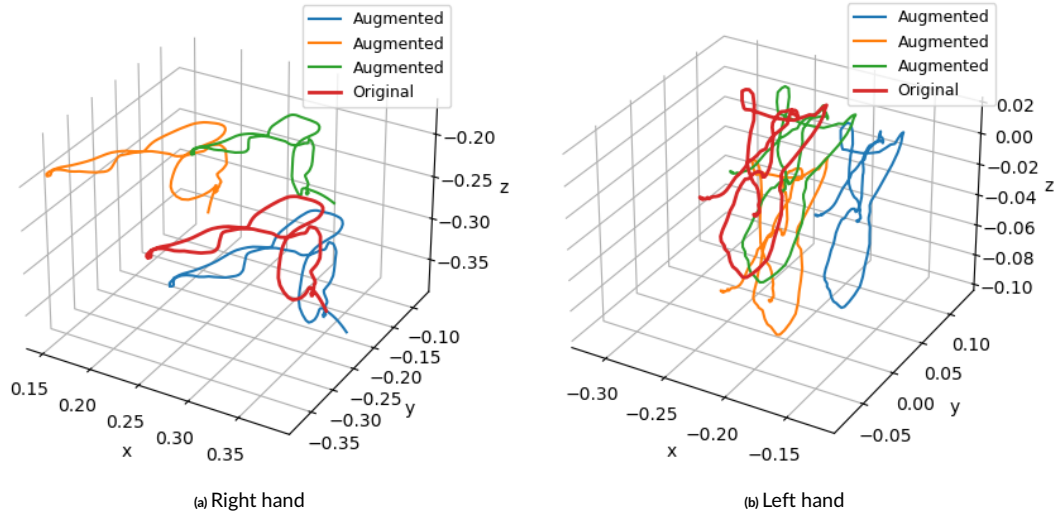 Augmented
Augmented
Augmented
Original
−0.20
−0.25
−0.30
−0.35
z
−0.10
−0.15
−0.20
−0.25
−0.30
−0.35
y
0.15
0.20
0.25
0.30
0.35
x
(a) Right hand
Augmented
Augmented
Augmented
Original
0.02
0.00
−0.02
−0.04
−0.06
−0.08
−0.10
z
0.10
0.05
0.00
−0.05
y
−0.30
−0.25
−0.20
−0.15
x
(b) Left hand